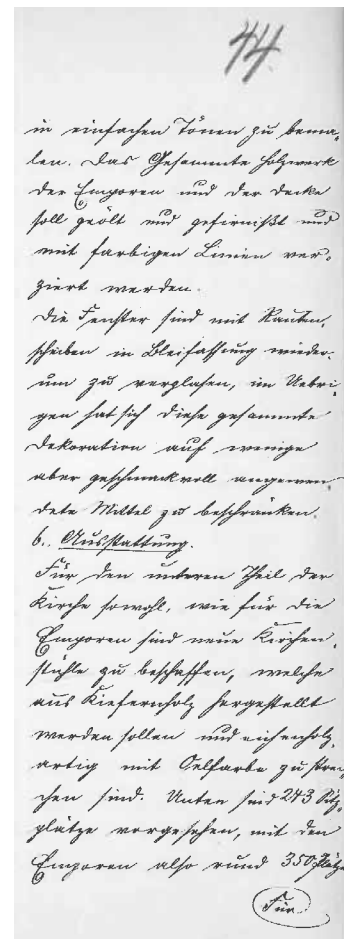 44.
in einfachen Tönen zu bema-
len. Das Gesammte Holzwerk
der Emporen und der Decke
soll geölt und gefirnißt und
mit farbigen Linien ver-
ziert werden.
Die Fenster sind mit Rauten-
scheiben in Bleifassung wieder-
um zu verglasen, im Uebri-
gen hat sich diese gesammte
Dekoration auf wenige
aber geschmackvoll angewen-
dete Mittel zu beschränken.
6., Ausstattung.
Für den unteren Theil der
Kirche sowohl, wie für die
Emporen sind neue Kirchen-
stühle zu beschaffen, welche
aus Kiefernholz hergestellt
werden sollen und eichenholz-
artig mit Oelfarbe zu strei-
chen sind. Unten sind 243 Sitz-
plätze vorgesehen, mit den
Emporen also rund 350 Plätze
Für